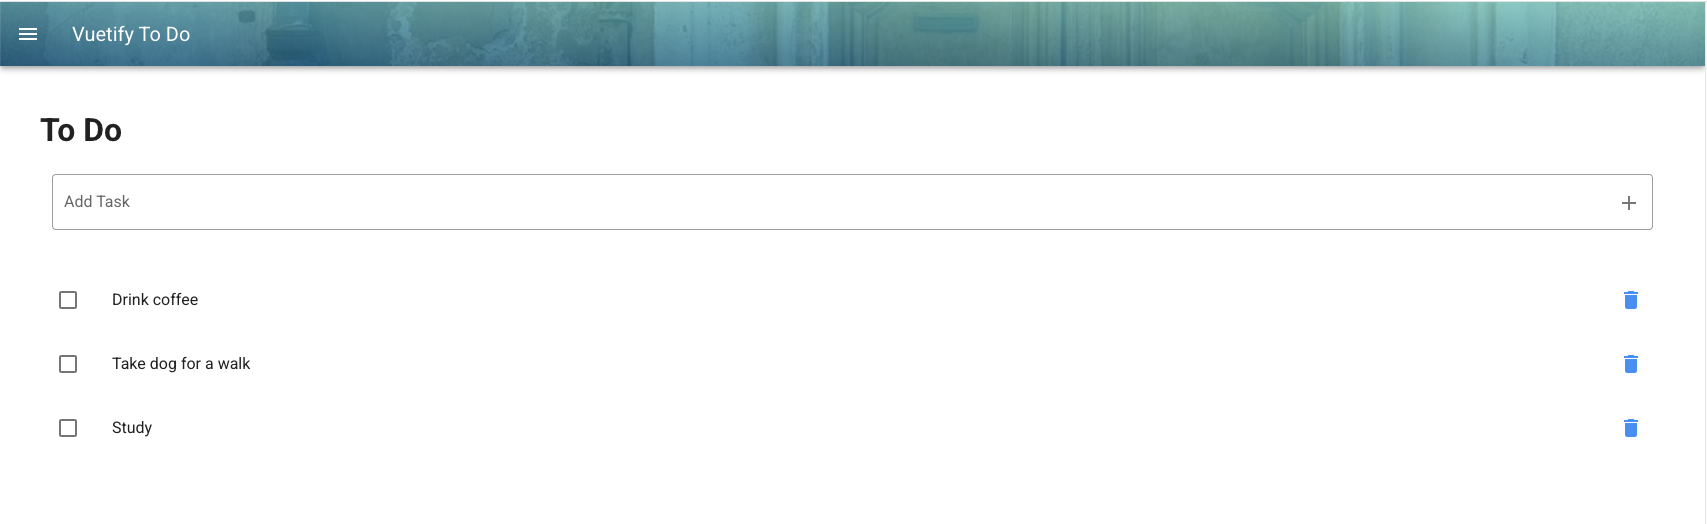 Vuetify To Do
To Do
Add Task
Drink coffee
Take dog for a walk
Study